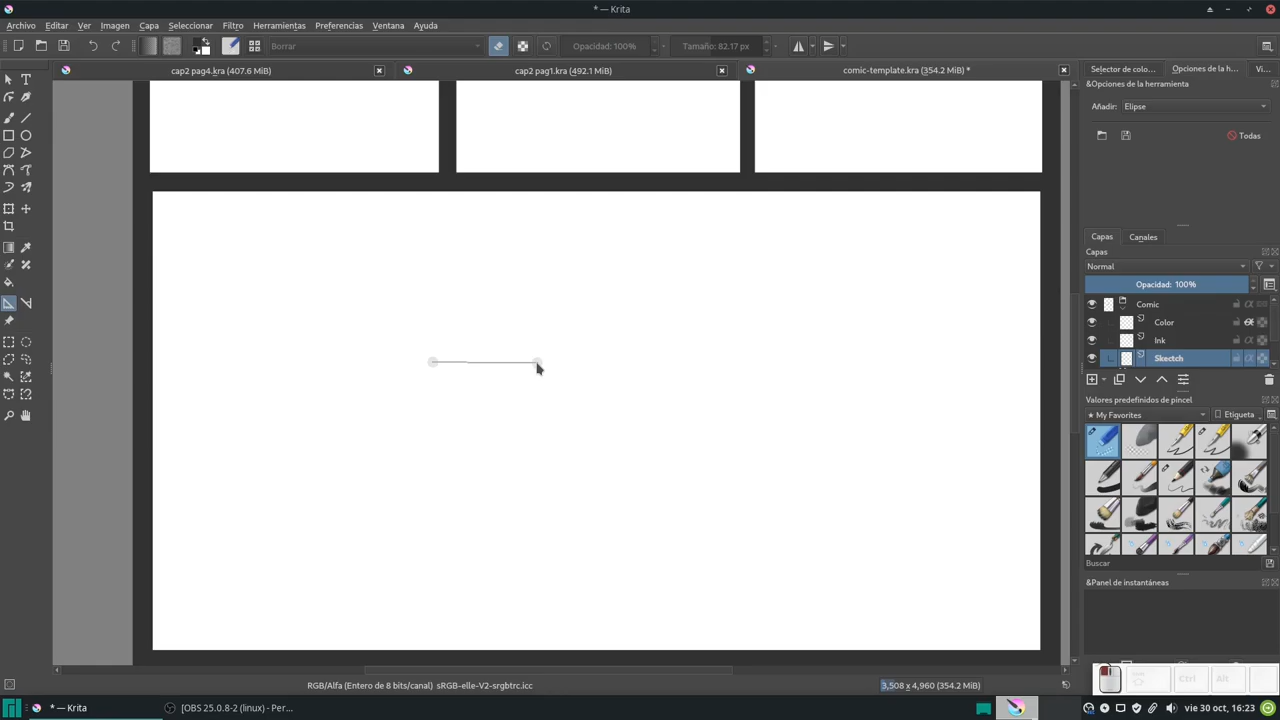 * — Krita
Archivo Editar Ver Imagen Capa Seleccionar Filtro Herramientas Preferencias Ventana Ayuda
Borrar Opacidad: 100% Tamaño: 82.17 px
cap2 pag4.kra (407.6 MiB) cap2 pag1.kra (492.1 MiB) comic-template.kra (354.2 MiB) * Selector de colo... Opciones de la h... Vi...
&Opciones de la herramienta
Añadir: Elipse
Todas
Capas Canales
Capas
Normal
Opacidad: 100%
Comic
Color
Ink
Skectch
Valores predefinidos de pincel
★ My Favorites Etiqueta
Buscar
&Panel de instantáneas
RGB/Alfa (Entero de 8 bits/canal) sRGB-elle-V2-srgbtrc.icc 3,508 x 4,960 (354.2 MiB)
Ctrl Alt
* — Krita [OBS 25.0.8-2 (linux) - Per... vie 30 oct, 16:23